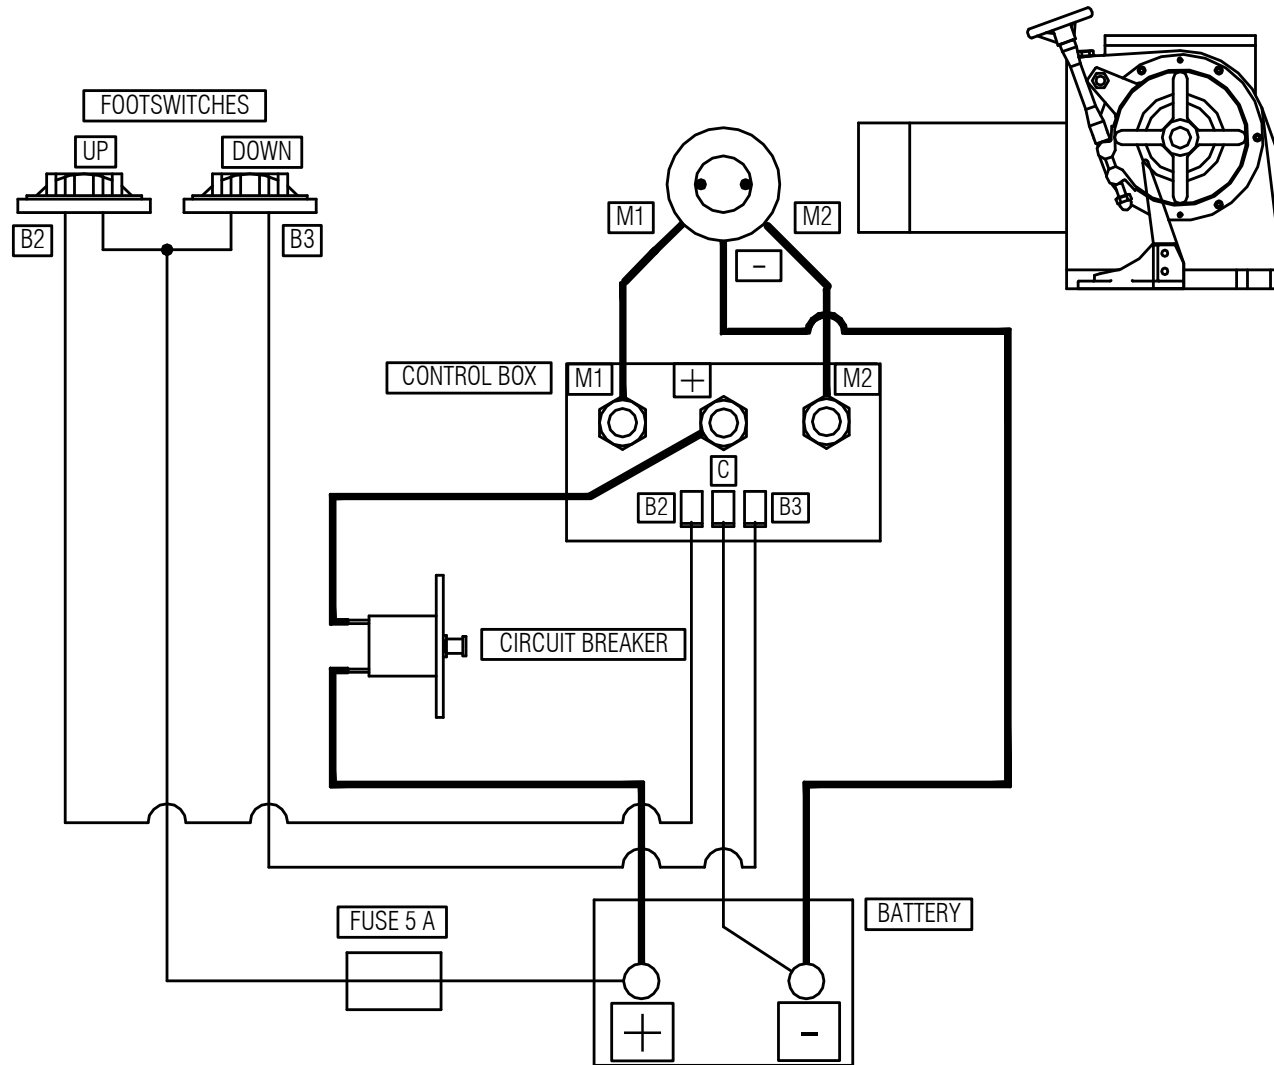 FOOTSWITCHES
UP
DOWN
B2
B3
M1
M2
-
CONTROL BOX
M1
+
M2
C
B2
B3
CIRCUIT BREAKER
FUSE 5 A
BATTERY
+
-